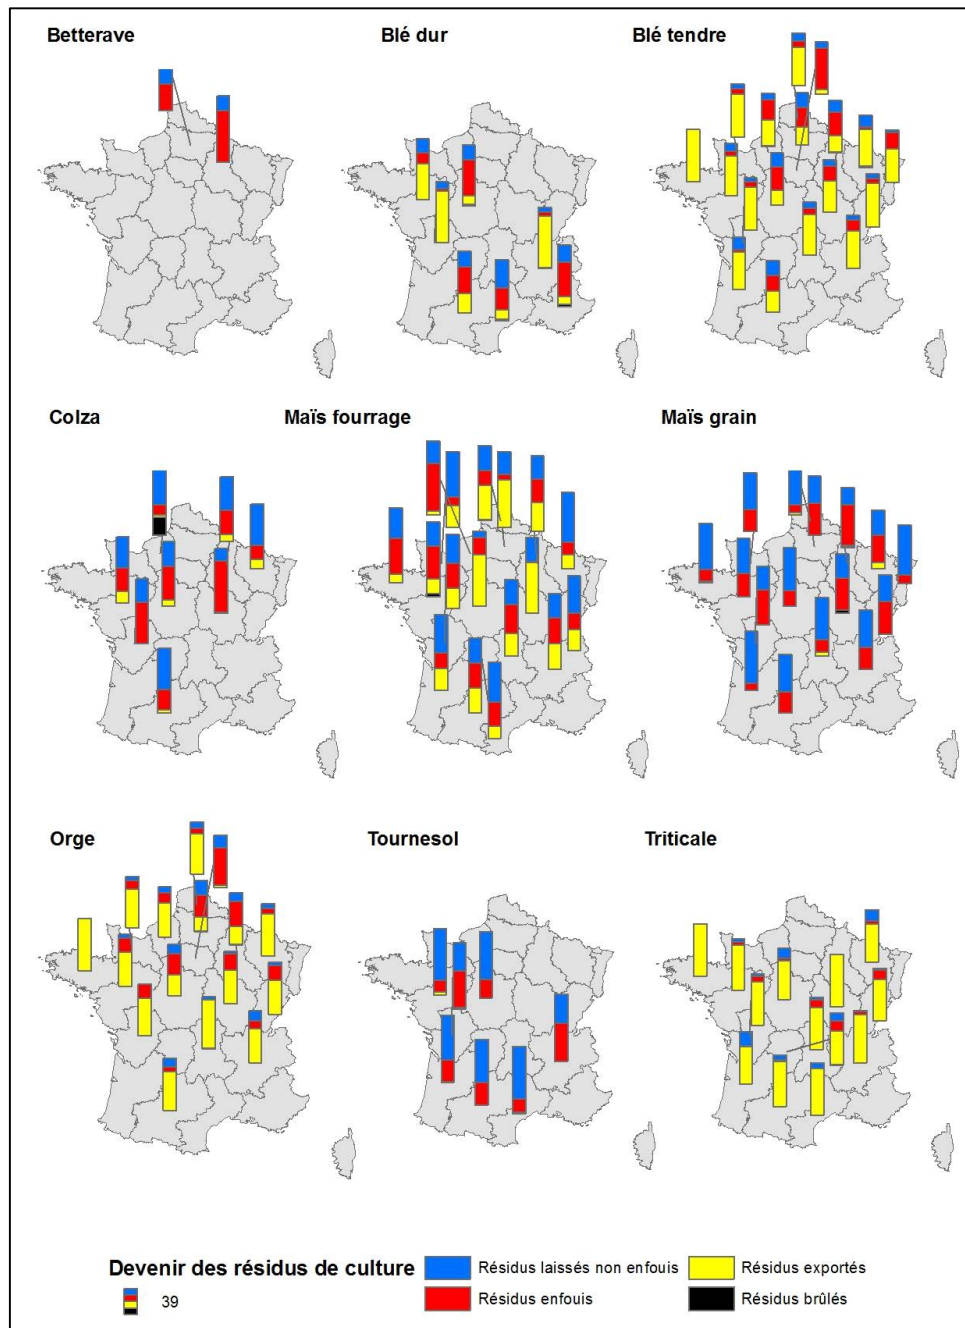 Betterave
Blé dur
Blé tendre
Colza
Maïs fourrage
Maïs grain
Orge
Tournesol
Triticale
Devenir des résidus de culture
39
Résidus laissés non enfouis
Résidus exportés
Résidus enfouis
Résidus brûlés